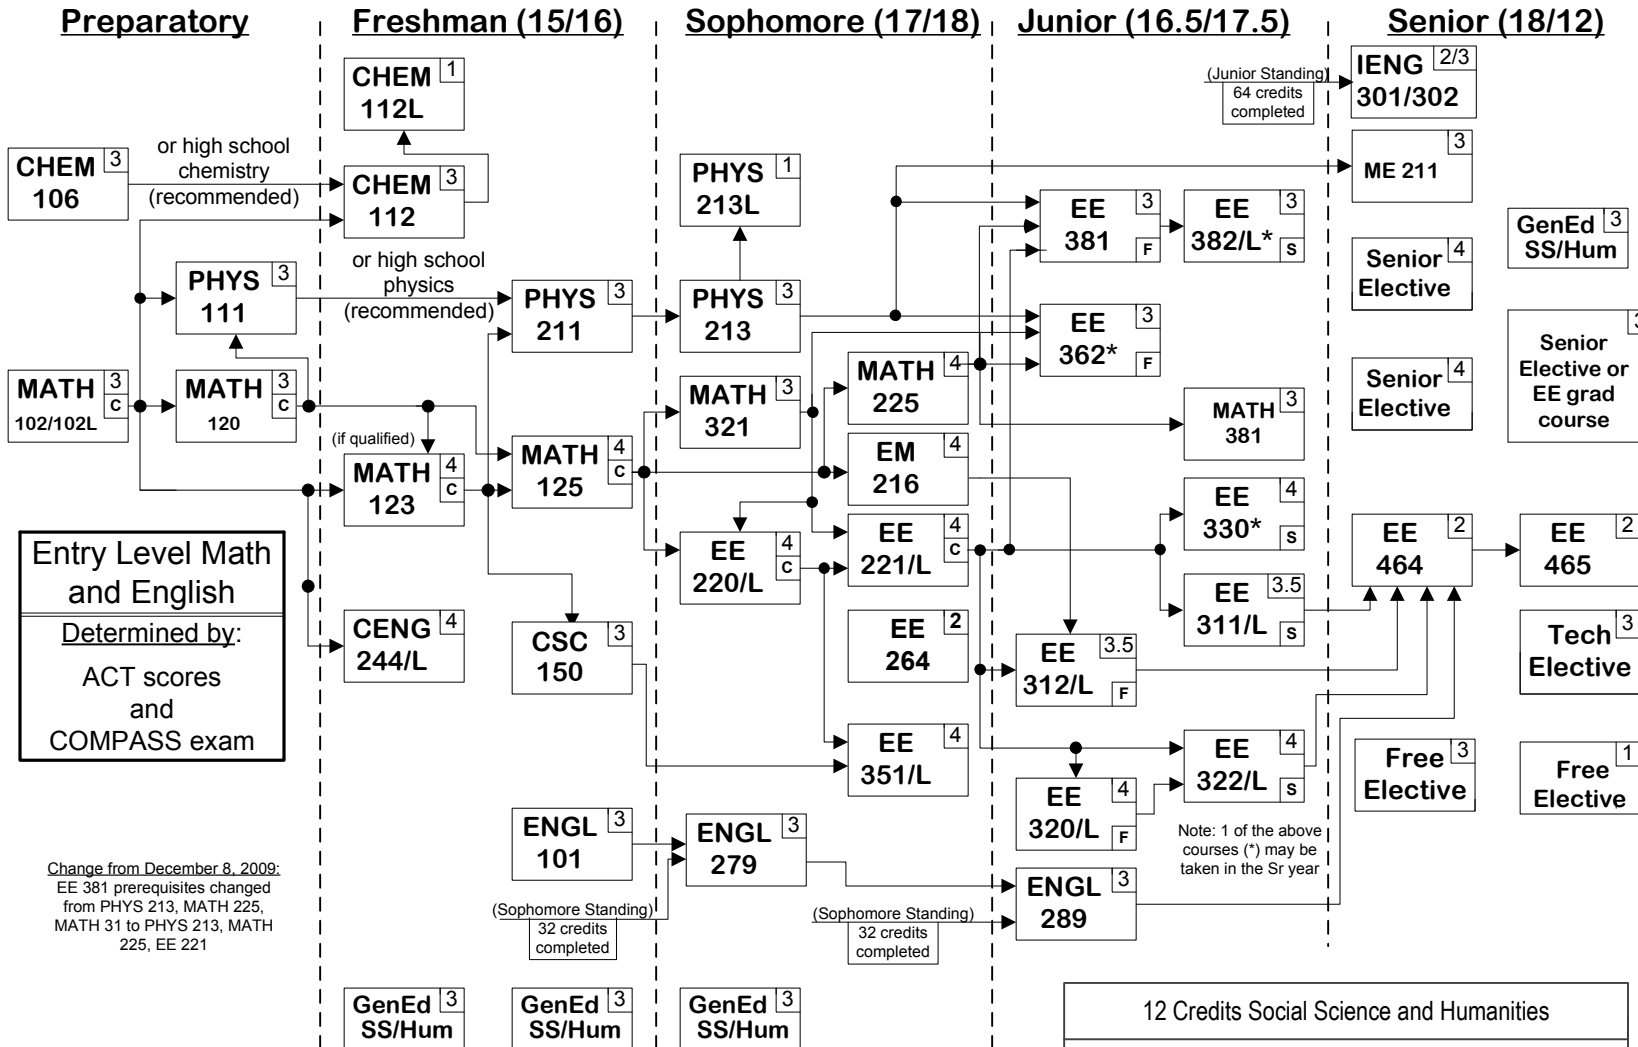 Preparatory
Freshman (15/16)
Sophomore (17/18)
Junior (16.5/17.5)
Senior (18/12)
CHEM 3
106
or high school
chemistry
(recommended)
PHYS 3
111
MATH 3
102/102L C
MATH 3
120 C
Entry Level Math
and English
Determined by:
ACT scores
and
COMPASS exam
Change from December 8, 2009:
EE 381 prerequisites changed
from PHYS 213, MATH 225,
MATH 31 to PHYS 213, MATH
225, EE 221
CHEM 1
112L
CHEM 3
112
or high school
physics
(recommended)
PHYS 3
211
(if qualified)
MATH 4
123 C
MATH 4
125 C
CENG 4
244/L
CSC 3
150
ENGL 3
101
(Sophomore Standing)
32 credits
completed
GenEd 3
SS/Hum
GenEd 3
SS/Hum
PHYS 1
213L
PHYS 3
213
MATH 3
321
MATH 4
225
EM 4
216
EE 4
220/L C
EE 4
221/L C
EE 2
264
EE 4
351/L
ENGL 3
279
(Sophomore Standing)
32 credits
completed
GenEd 3
SS/Hum
EE 3
381 F
EE 3
382/L* S
EE 3
362* F
MATH 3
381
EE 4
330* S
EE 3.5
311/L S
EE 3.5
312/L F
EE 4
322/L S
EE 4
320/L F
Note: 1 of the above
courses (*) may be
taken in the Sr year
ENGL 3
289
(Junior Standing)
64 credits
completed
IENG 2/3
301/302
ME 211 3
GenEd 3
SS/Hum
Senior 4
Elective
Senior
Elective or
EE grad
course
Senior 4
Elective
EE 2
464
EE 2
465
Tech 3
Elective
Free 3
Elective
Free 1
Elective
12 Credits Social Science and Humanities